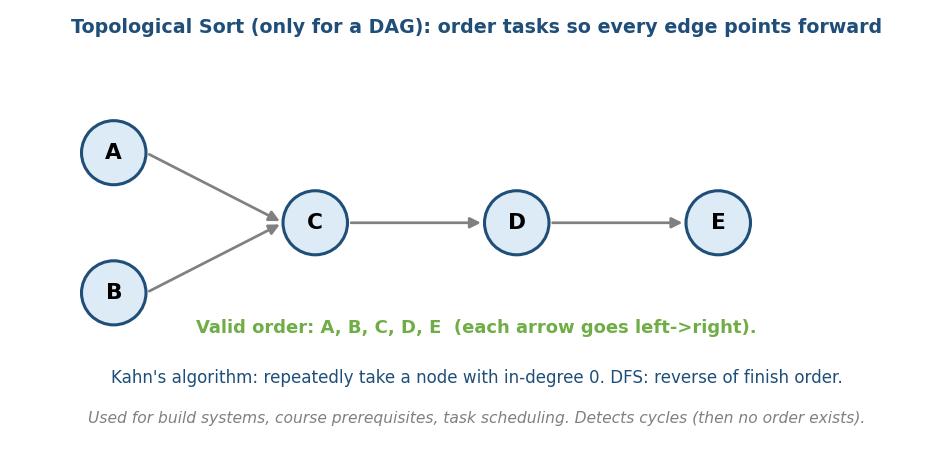 Topological Sort (only for a DAG): order tasks so every edge points forward
A
C
D
E
B
Valid order: A, B, C, D, E  (each arrow goes left->right).
Kahn's algorithm: repeatedly take a node with in-degree 0. DFS: reverse of finish order.
Used for build systems, course prerequisites, task scheduling. Detects cycles (then no order exists).